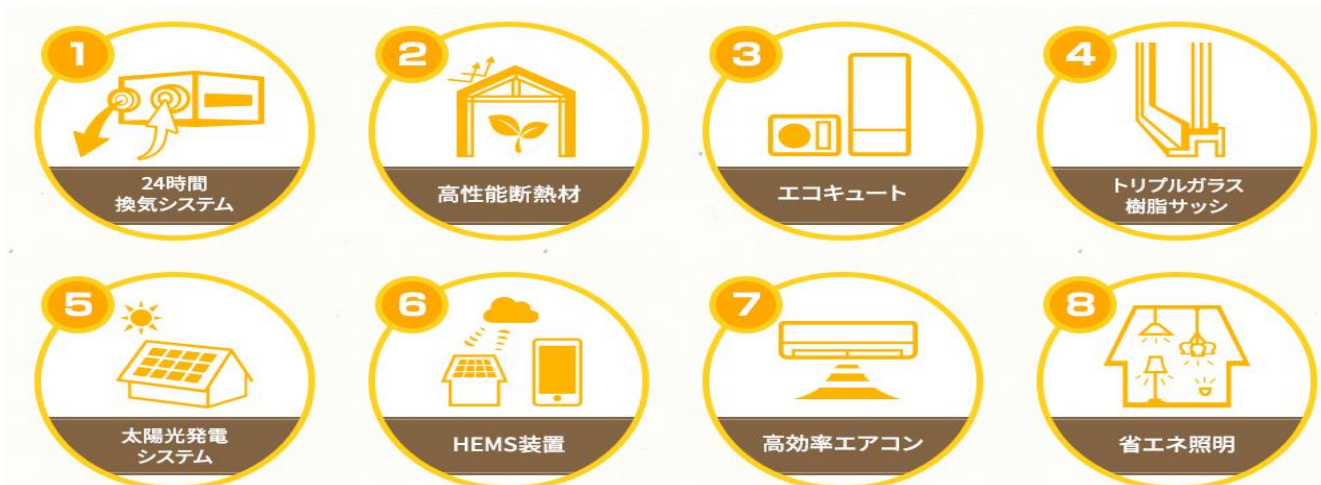 1
24時間
換気システム
2
高性能断熱材
3
エコキュート
4
トリプルガラス
樹脂サッシ
5
太陽光発電
システム
6
HEMS装置
7
高効率エアコン
8
省エネ照明